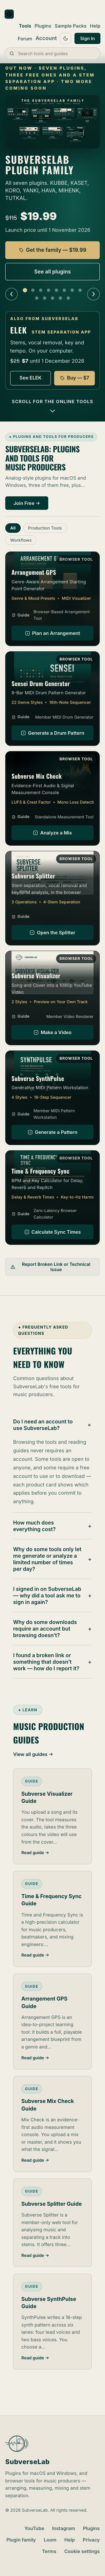 Tools Plugins Sample Packs Help
Forum Account Sign In
Search tools and guides
OUT NOW · SEVEN PLUGINS,
THREE FREE ONES AND A STEM
SEPARATION APP · TWO MORE
COMING SOON
THE SUBVERSELAB FAMILY
SUBVERSELAB
PLUGIN FAMILY
All seven plugins. KUBBE, KASET,
KORO, YANKI, HAVA, MINHENK,
TUTKAL.
$115 $19.99
Launch price until 1 November 2026
Get the family — $19.99
See all plugins
ALSO FROM SUBVERSELAB
ELEK STEM SEPARATION APP
Stems, vocal removal, key and
tempo. On your computer.
$25 $7 until 1 December 2026
See ELEK
Buy — $7
SCROLL FOR THE ONLINE TOOLS
PLUGINS AND TOOLS FOR PRODUCERS
SUBVERSELAB: PLUGINS
AND TOOLS FOR
MUSIC PRODUCERS
Analog-style plugins for macOS and
Windows, three of them free, plus...
Join Free →
All
Production Tools
Workflows
BROWSER TOOL
Arrangement GPS
Genre-Aware Arrangement Starting
Point Generator
Genre & Mood Presets • MIDI Visualizer
Guide
Browser-Based Arrangement
Tool
Plan an Arrangement
BROWSER TOOL
Sensei Drum Generator
8-Bar MIDI Drum Pattern Generator
22 Genre Styles • 16th-Note Sequencer
Guide
Member MIDI Drum Generator
Generate a Drum Pattern
BROWSER TOOL
Subverse Mix Check
Evidence-First Audio & Signal
Measurement Console
LUFS & Crest Factor • Mono Loss Detecti
Guide
Standalone Measurement Tool
Analyze a Mix
BROWSER TOOL
SUBVERSE
SPLITTER
Subverse Splitter
Stem separation, vocal removal and
key/BPM analysis, in the browser
3 Operations • 4-Stem Separation
Guide
Open the Splitter
BROWSER TOOL
Subverse Visualizer
Song and Cover into a Vertical YouTube
Video
2 Styles • Preview on Your Own Track
Guide
Member Video Renderer
Make a Video
BROWSER TOOL
SYNTHPULSE
Subverse SynthPulse
Genre/Mood MIDI Pattern Workstation
4 Styles • 16-Step Sequencer
Guide
Member MIDI Pattern
Workstation
Generate a Pattern
BROWSER TOOL
Time & Frequency Sync
BPM and Key Calculator for Delay,
Reverb and Repitch
Delay & Reverb Times • Key-to-Hz Harmo
Guide
Zero-Latency Browser
Calculator
Calculate Sync Times
Report Broken Link or Technical
Issue
FREQUENTLY ASKED
QUESTIONS
EVERYTHING YOU
NEED TO KNOW
Common questions about
SubverseLab's free tools for
music producers.
Do I need an account to
use SubverseLab?
Browsing the tools and reading
guides never requires an
account. Some tools are open to
anyone, and some require a free
account to use or to download —
each product card shows which
applies before you commit to
anything.
How much does
everything cost? +
Why do some tools only let
me generate or analyze a
limited number of times
per day? +
I signed in on SubverseLab
— why did a tool ask me to
sign in again? +
Why do some downloads
require an account but
browsing doesn't? +
I found a broken link or
something that doesn't
work — how do I report it? +
LEARN
MUSIC PRODUCTION
GUIDES
View all guides →
GUIDE
Subverse Visualizer
Guide
Upload a song and its
cover. The tool measures
the audio, takes the three
colours the video will use
from the cover...
Read guide →
GUIDE
Time & Frequency Sync
Guide
Time & Frequency Sync is
a high-precision calculator
for music producers,
beatmakers, and mixing
engineers:...
Read guide →
GUIDE
Arrangement GPS
Guide
Arrangement GPS is an
idea-to-project learning
tool: it builds a full, playable
arrangement blueprint from
genre and...
Read guide →
GUIDE
Subverse Mix Check
Guide
Mix Check is an evidence-
first audio measurement
console. You upload a mix
or stem, and it shows you
what the signal...
Read guide →
GUIDE
Subverse Splitter Guide
Subverse Splitter is a
member-only web tool for
analysing music and
separating a track into
stems. It offers three...
Read guide →
GUIDE
Subverse SynthPulse
Guide
SynthPulse writes a 16-step
synth pattern across six
lead voices and two bass
voices. You choose a...
Read guide →
SubverseLab
Plugins for macOS and Windows,
and browser tools for music producers
— arranging, measuring, mixing and
stem separation.
© 2026 SubverseLab. All rights reserved.
YouTube Instagram Plugins
Plugin family Loom Help Privacy
Terms Cookie settings